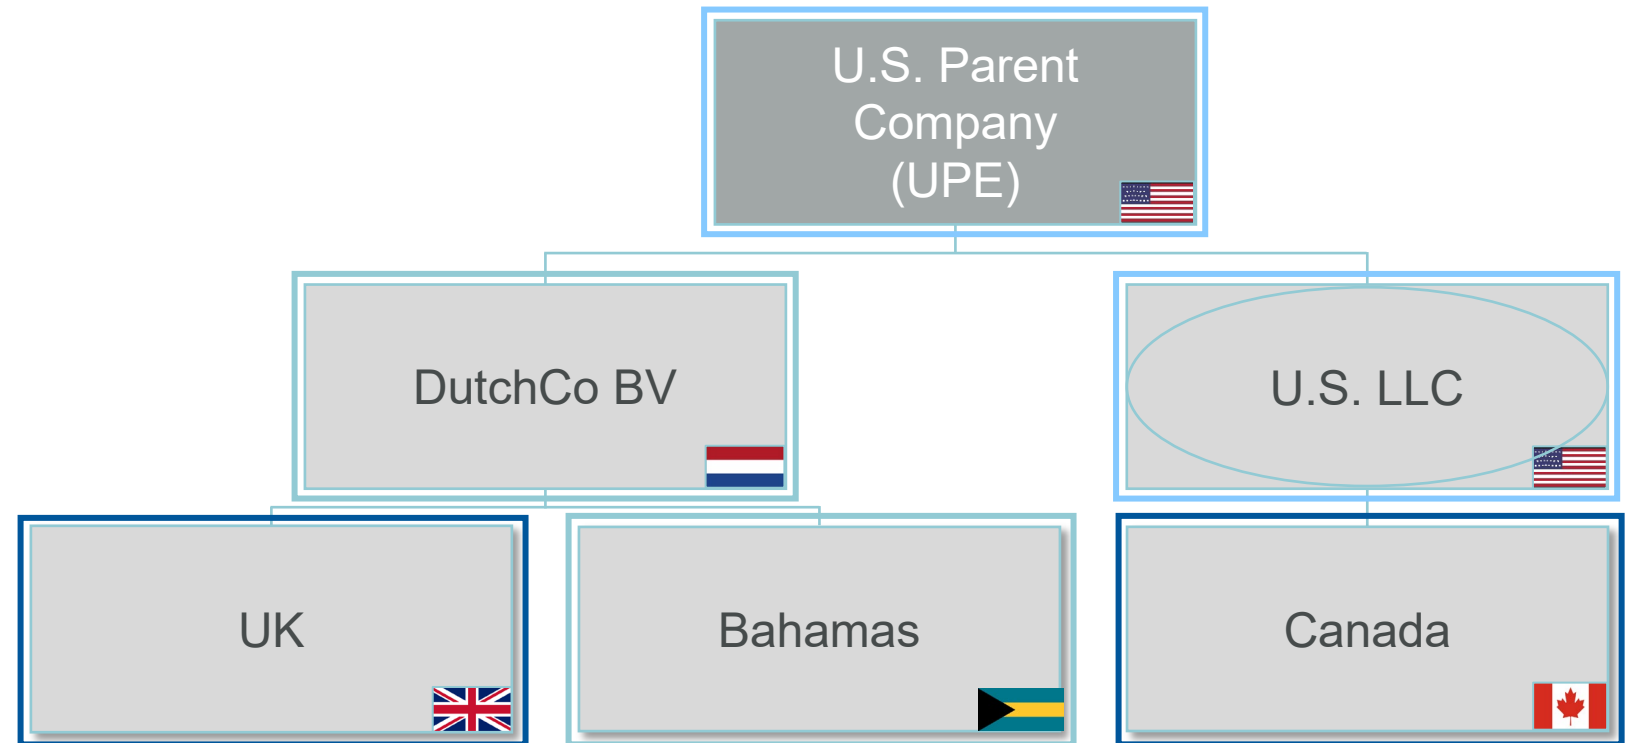 U.S. Parent
Company
(UPE)
DutchCo BV
U.S. LLC
UK
Bahamas
Canada